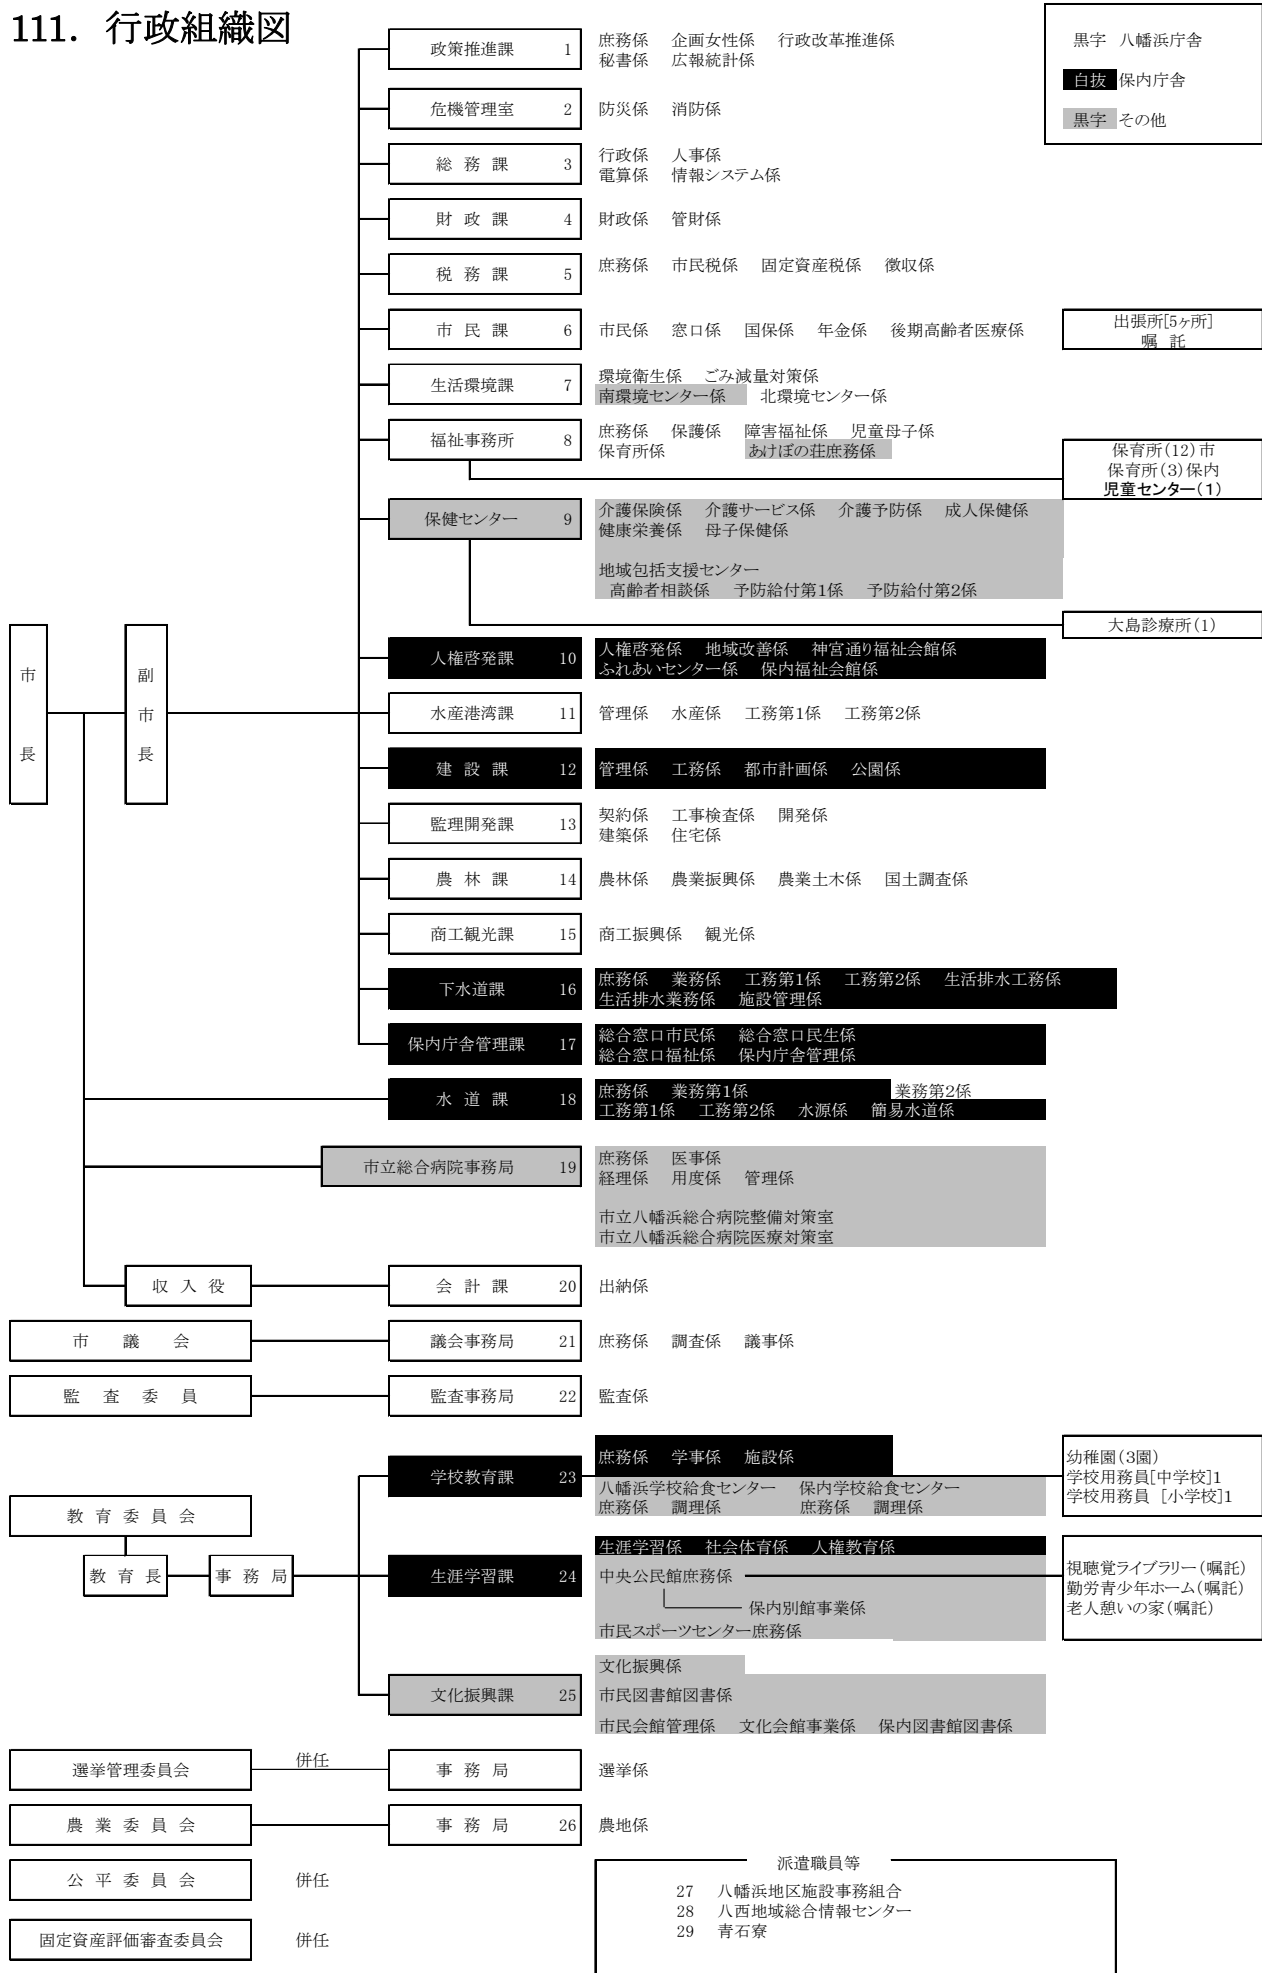 111. 行政組織図
黒字 八幡浜庁舎
白抜 保内庁舎
黒字 その他
政策推進課 1
庶務係 企画女性係 行政改革推進係
秘書係 広報統計係
危機管理室 2
防災係 消防係
総務課 3
行政係 人事係
電算係 情報システム係
財政課 4
財政係 管財係
税務課 5
庶務係 市民税係 固定資産税係 徴収係
市民課 6
市民係 窓口係 国保係 年金係 後期高齢者医療係
出張所[5ヶ所]
嘱託
生活環境課 7
環境衛生係 ごみ減量対策係
南環境センター係 北環境センター係
福祉事務所 8
庶務係 保護係 障害福祉係 児童母子係
保育所係 あけぼの荘庶務係
保育所(12)市
保育所(3)保内
児童センター(1)
保健センター 9
介護保険係 介護サービス係 介護予防係 成人保健係
健康栄養係 母子保健係
地域包括支援センター
高齢者相談係 予防給付第1係 予防給付第2係
大島診療所(1)
市長
副市長
人権啓発課 10
人権啓発係 地域改善係 神宮通り福祉会館係
ふれあいセンター係 保内福祉会館係
水産港湾課 11
管理係 水産係 工務第1係 工務第2係
建設課 12
管理係 工務係 都市計画係 公園係
監理開発課 13
契約係 工事検査係 開発係
建築係 住宅係
農林課 14
農林係 農業振興係 農業土木係 国土調査係
商工観光課 15
商工振興係 観光係
下水道課 16
庶務係 業務係 工務第1係 工務第2係 生活排水工務係
生活排水業務係 施設管理係
保内庁舎管理課 17
総合窓口市民係 総合窓口民生係
総合窓口福祉係 保内庁舎管理係
水道課 18
庶務係 業務第1係 業務第2係
工務第1係 工務第2係 水源係 簡易水道係
市立総合病院事務局 19
庶務係 医事係
経理係 用度係 管理係
市立八幡浜総合病院整備対策室
市立八幡浜総合病院医療対策室
収入役
会計課 20
出納係
市議会
議会事務局 21
庶務係 調査係 議事係
監査委員
監査事務局 22
監査係
教育委員会
教育長
事務局
学校教育課 23
庶務係 学事係 施設係
八幡浜学校給食センター 保内学校給食センター
庶務係 調理係 庶務係 調理係
幼稚園(3園)
学校用務員[中学校]1
学校用務員 [小学校]1
生涯学習課 24
生涯学習係 社会体育係 人権教育係
中央公民館庶務係
保内別館事業係
市民スポーツセンター庶務係
視聴覚ライブラリー(嘱託)
勤労青少年ホーム(嘱託)
老人憩いの家(嘱託)
文化振興課 25
文化振興係
市民図書館図書係
市民会館管理係 文化会館事業係 保内図書館図書係
選挙管理委員会
併任
事務局
選挙係
農業委員会
事務局 26
農地係
公平委員会
併任
固定資産評価審査委員会
併任
派遣職員等
27 八幡浜地区施設事務組合
28 八西地域総合情報センター
29 青石寮